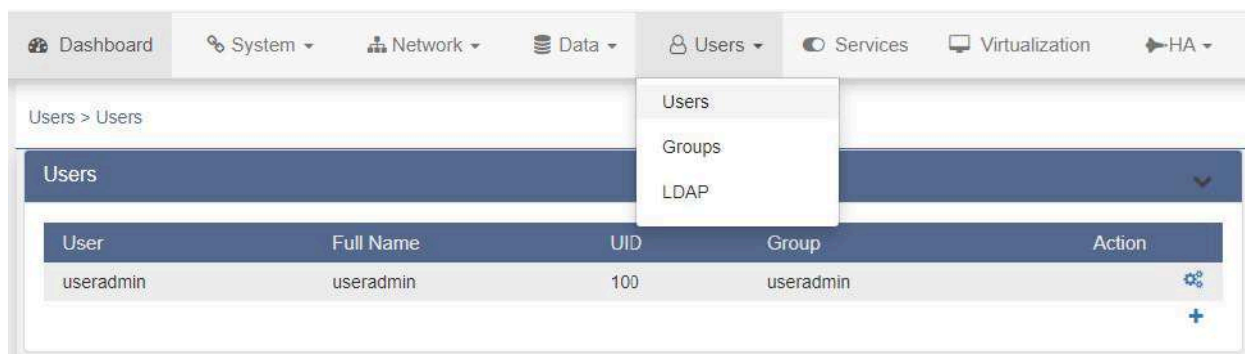 Dashboard System Network Data Users Services Virtualization HA
Users
Users > Users
Groups
Users
LDAP
User Full Name UID Group Action
useradmin useradmin 100 useradmin